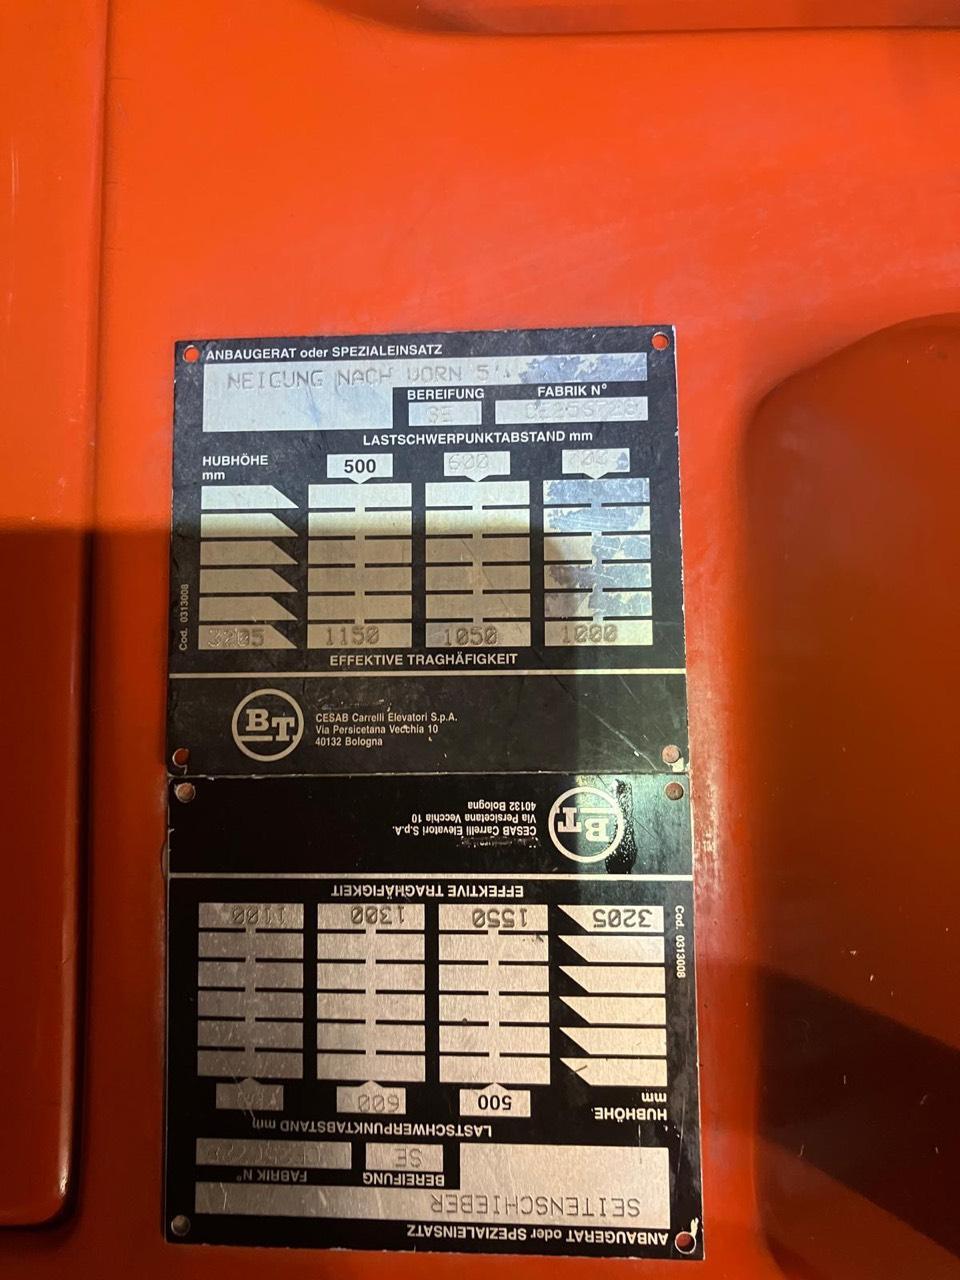 ANBAUGERAT oder SPEZIALEINSATZ
NEIGUNG NACH VORN 5°
BEREIFUNG FABRIK N°
SE
LASTSCHWERPUNKTABSTAND mm
HUBHÖHE
mm
500 600
3205 1150 1050 1000
Cod. 0313008
EFFEKTIVE TRAGHÄFIGKEIT
BT
CESAB Carrelli Elevatori S.p.A.
Via Persicetana Vecchia 10
40132 Bologna
ANBAUGERAT oder SPEZIALEINSATZ
SEITENSCHIEBER
BEREIFUNG FABRIK N°
SE
LASTSCHWERPUNKTABSTAND mm
HUBHÖHE
mm
500 600
3205 1550 1300 1100
Cod. 0313008
EFFEKTIVE TRAGHÄFIGKEIT
BT
CESAB Carrelli Elevatori S.p.A.
Via Persicetana Vecchia 10
40132 Bologna